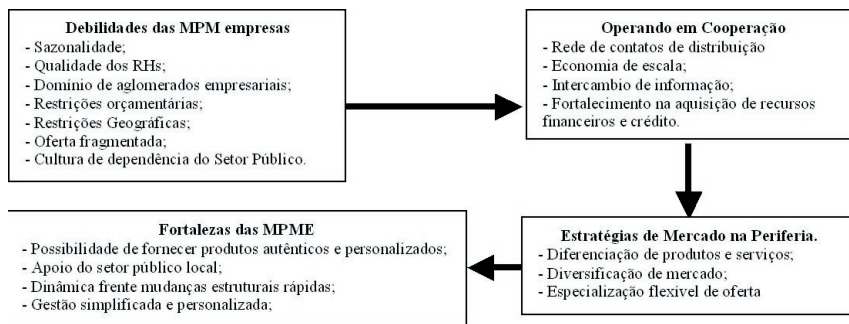 Debilidades das MPM empresas
- Sazonalidade;
- Qualidade dos RHs;
- Domínio de aglomerados empresariais;
- Restrições orçamentárias;
- Restrições Geográficas;
- Oferta fragmentada;
- Cultura de dependência do Setor Público.
Operando em Cooperação
- Rede de contatos de distribuição
- Economia de escala;
- Intercambio de informação;
- Fortalecimento na aquisição de recursos
financeiros e crédito.
Estratégias de Mercado na Periferia.
- Diferenciação de produtos e serviços;
- Diversificação de mercado;
- Especialização flexível de oferta
Fortalezas das MPME
- Possibilidade de fornecer produtos autênticos e personalizados;
- Apoio do setor público local;
- Dinâmica frente mudanças estruturais rápidas;
- Gestão simplificada e personalizada;